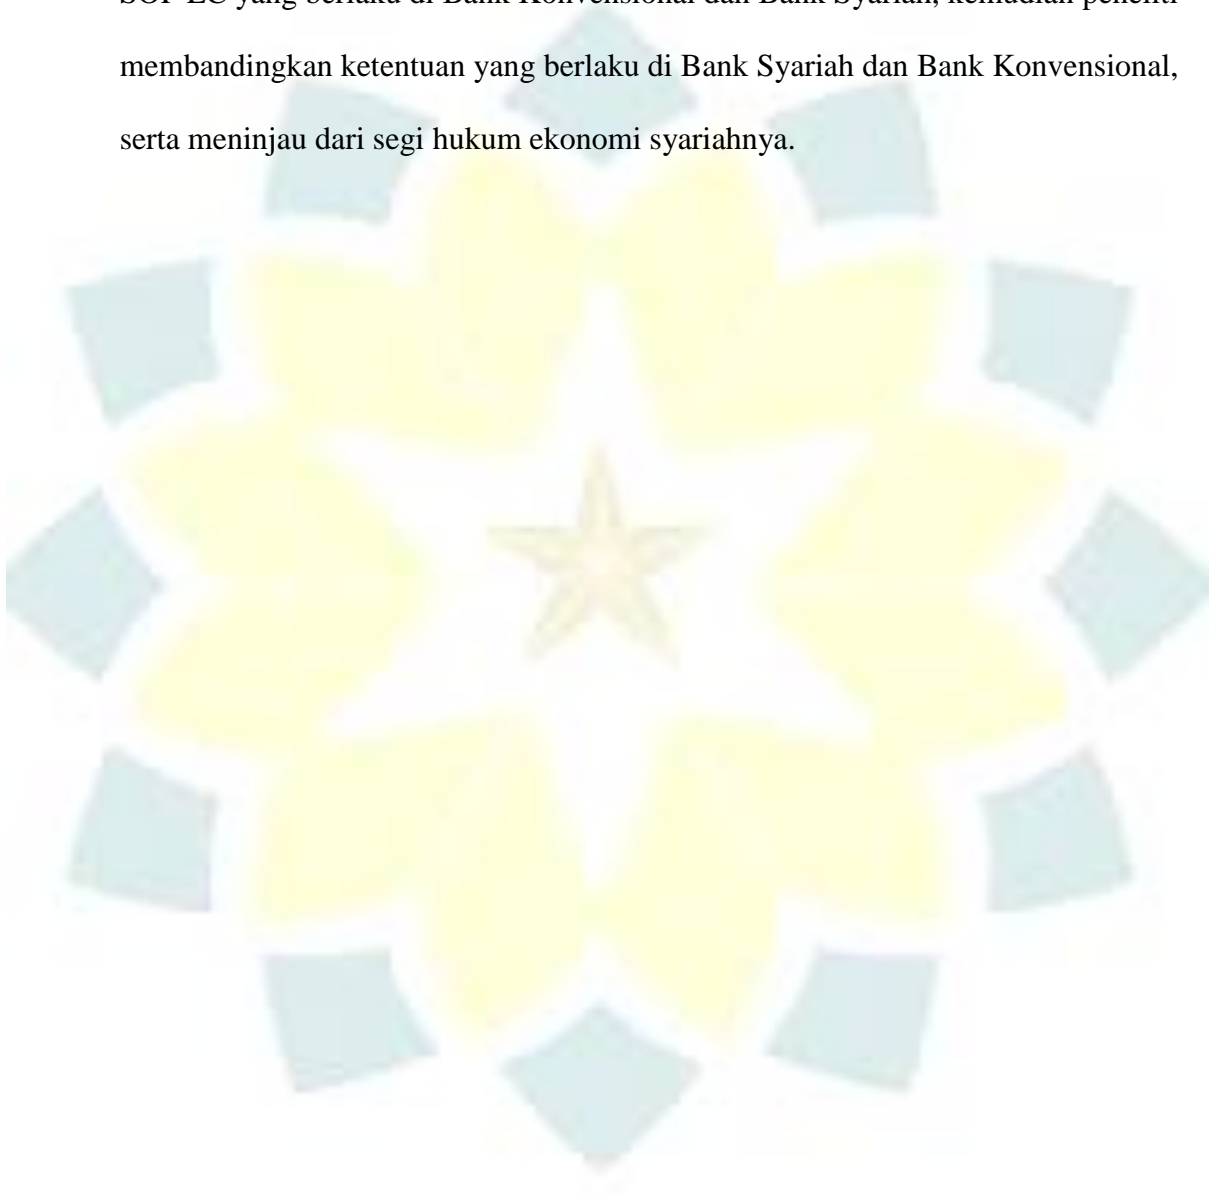 SOP LC yang berlaku di Bank Konvensional dan Bank Syariah, kemudian peneliti
membandingkan ketentuan yang berlaku di Bank Syariah dan Bank Konvensional,
serta meninjau dari segi hukum ekonomi syariahnya.